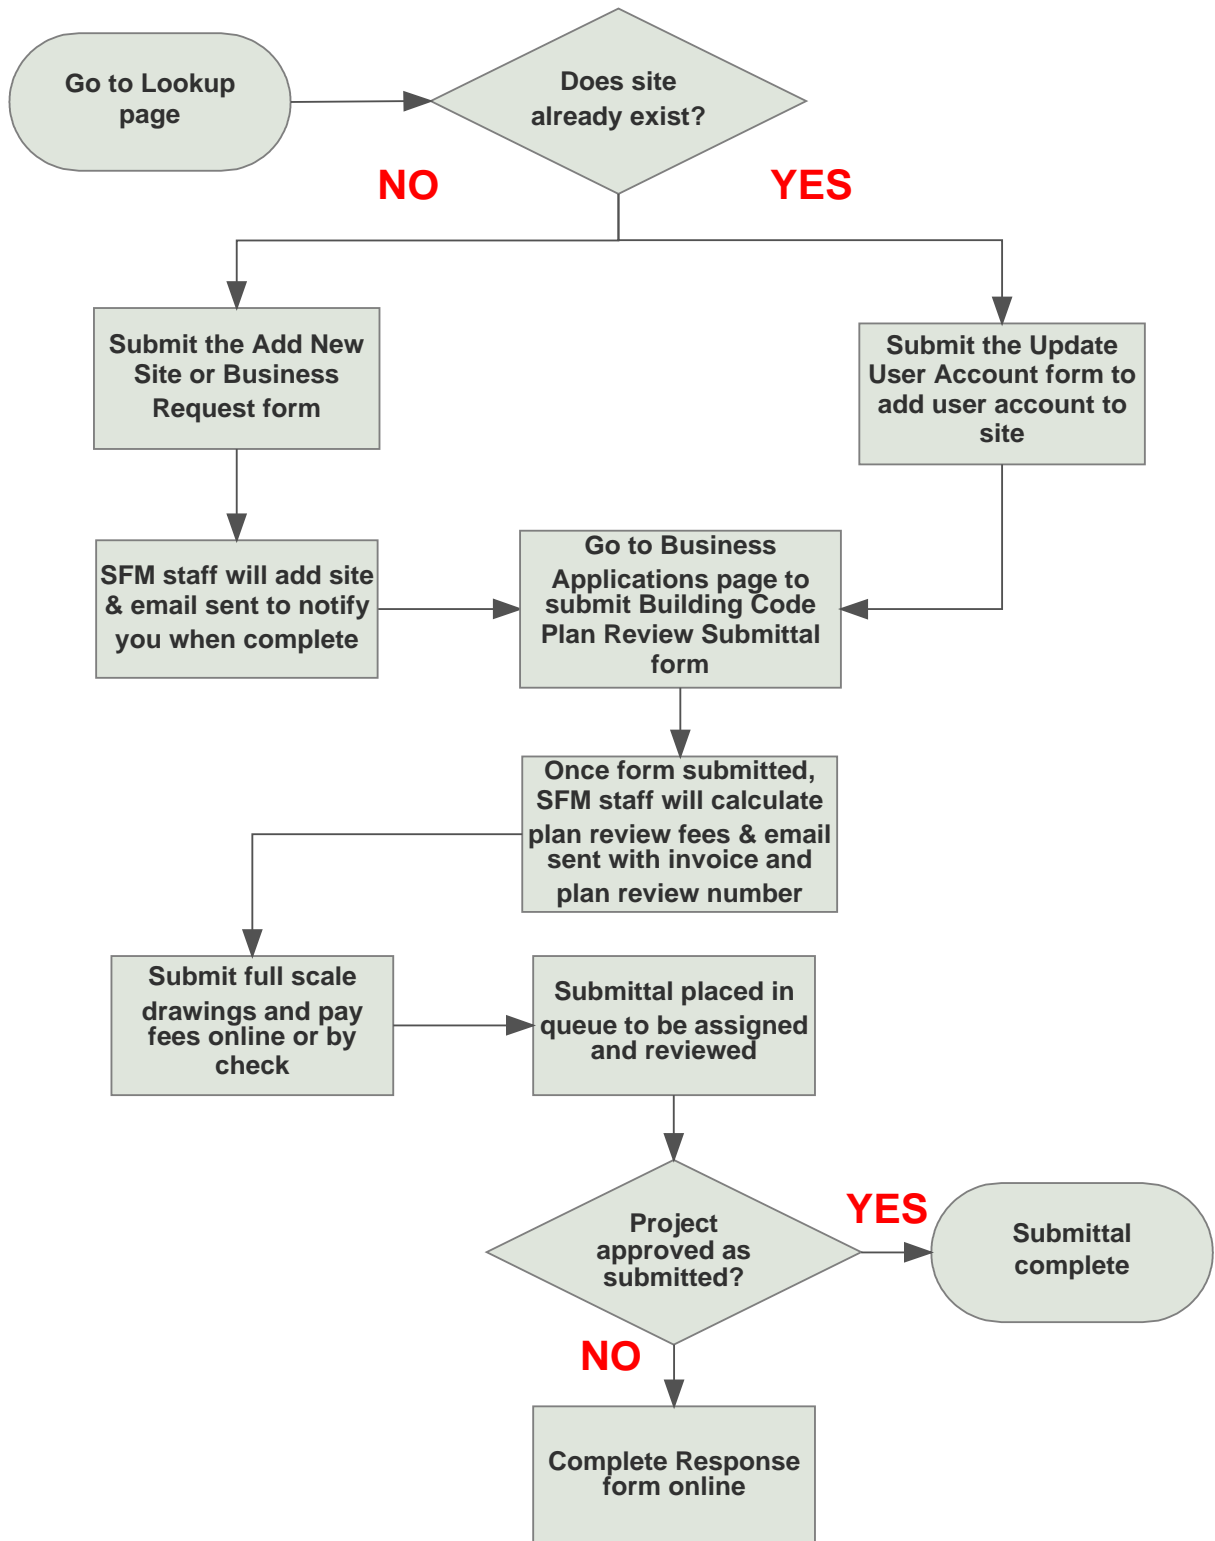 Go to Lookup
page
Does site
already exist?
NO
YES
Submit the Add New
Site or Business
Request form
Submit the Update
User Account form to
add user account to
site
SFM staff will add site
& email sent to notify
you when complete
Go to Business
Applications page to
submit Building Code
Plan Review Submittal
form
Once form submitted,
SFM staff will calculate
plan review fees & email
sent with invoice and
plan review number
Submit full scale
drawings and pay
fees online or by
check
Submittal placed in
queue to be assigned
and reviewed
Project
approved as
submitted?
YES
Submittal
complete
NO
Complete Response
form online